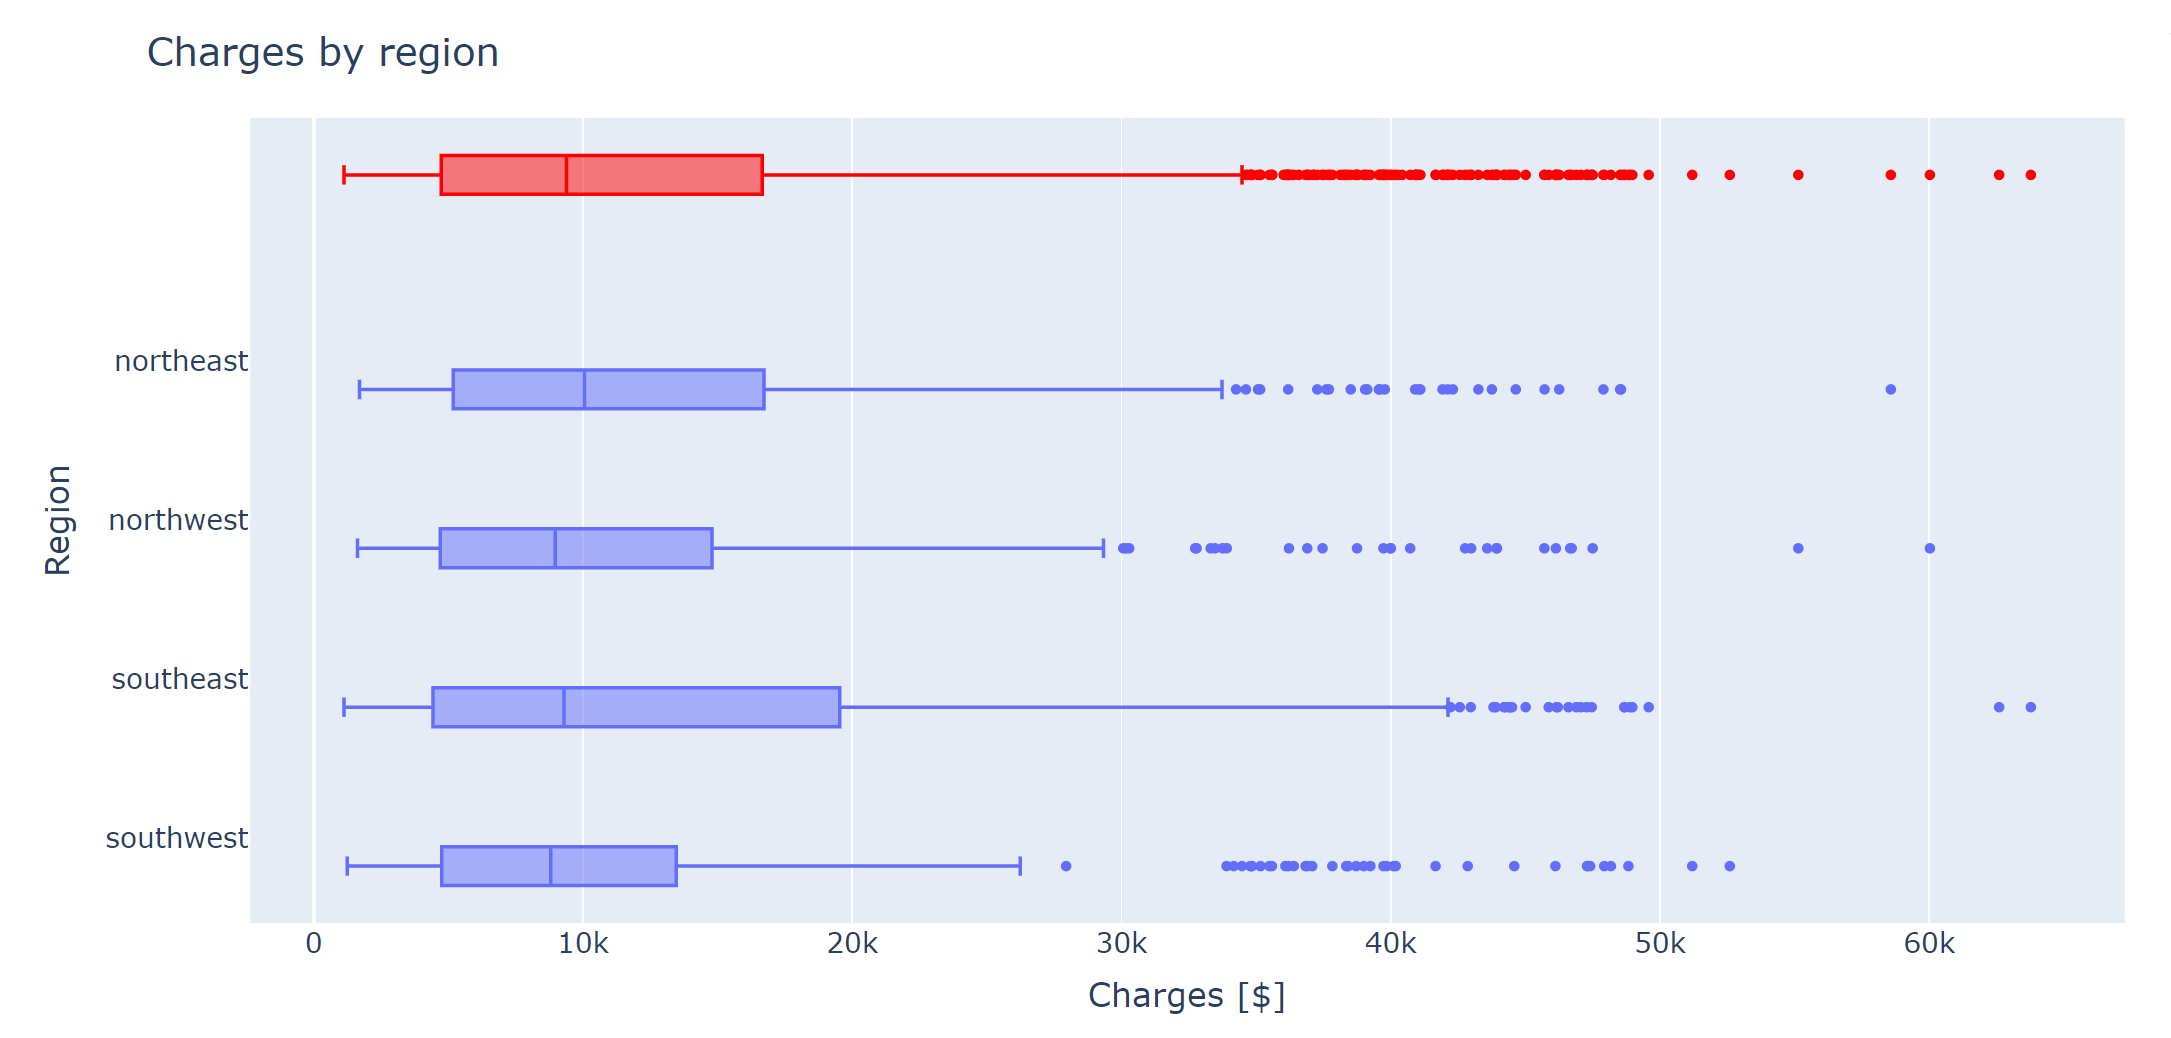 Charges by region
Region
northeast
northwest
southeast
southwest
0 10k 20k 30k 40k 50k 60k
Charges [$]